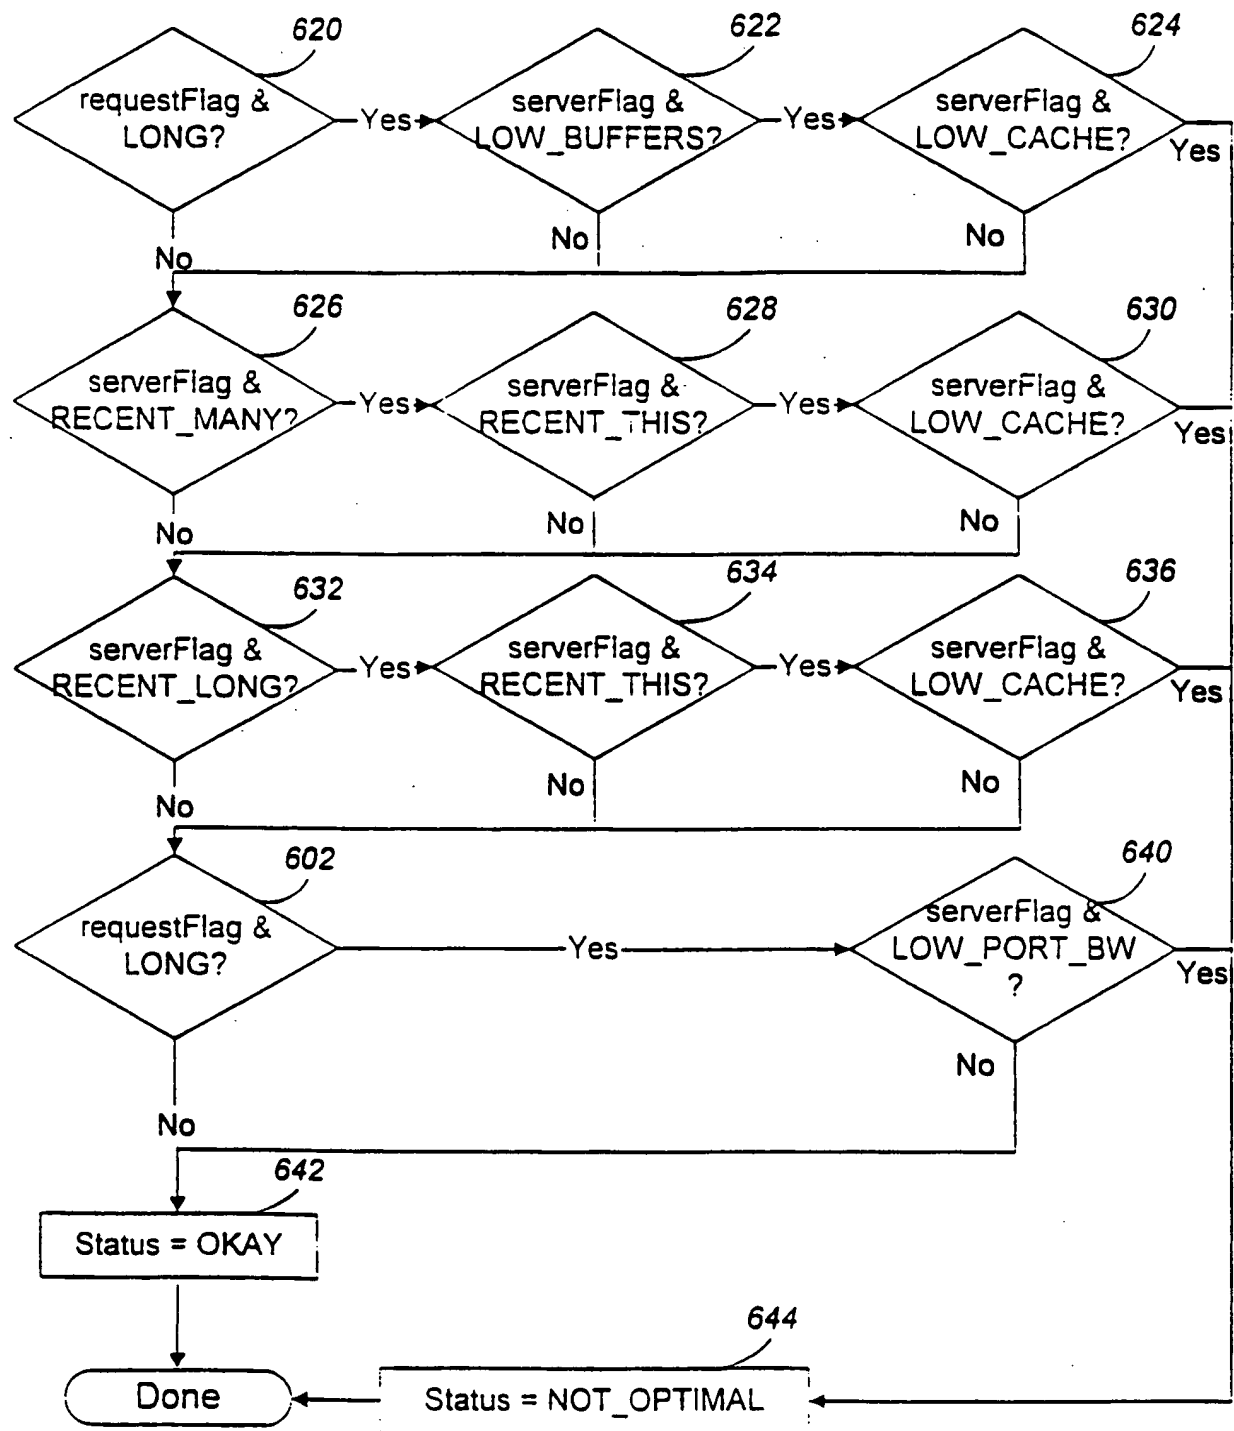 620
622
624
requestFlag &
LONG?
Yes
serverFlag &
LOW_BUFFERS?
Yes
serverFlag &
LOW_CACHE?
Yes
No
No
No
626
628
630
serverFlag &
RECENT_MANY?
Yes
serverFlag &
RECENT_THIS?
Yes
serverFlag &
LOW_CACHE?
Yes
No
No
No
632
634
636
serverFlag &
RECENT_LONG?
Yes
serverFlag &
RECENT_THIS?
Yes
serverFlag &
LOW_CACHE?
Yes
No
No
No
602
640
requestFlag &
LONG?
Yes
serverFlag &
LOW_PORT_BW
?
Yes
No
No
642
Status = OKAY
644
Done
Status = NOT_OPTIMAL